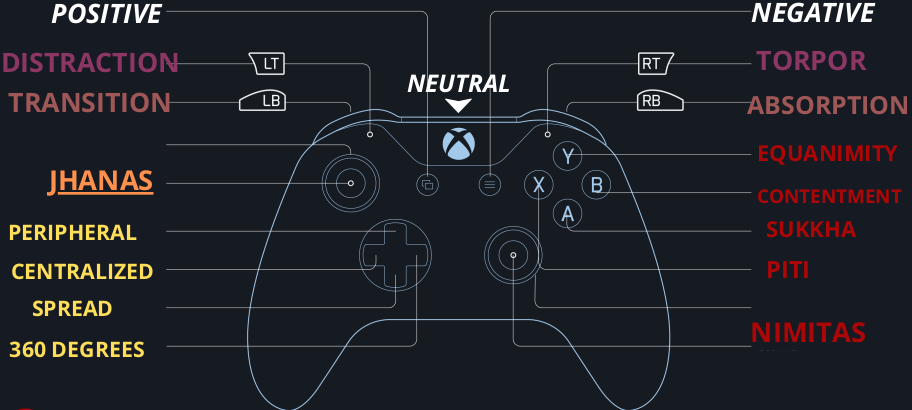 POSITIVE
NEGATIVE
DISTRACTION
LT
RT
TORPOR
NEUTRAL
TRANSITION
LB
RB
ABSORPTION
Y
EQUANIMITY
JHANAS
X
B
CONTENTMENT
A
SUKKHA
PERIPHERAL
CENTRALIZED
PITI
SPREAD
NIMITAS
360 DEGREES